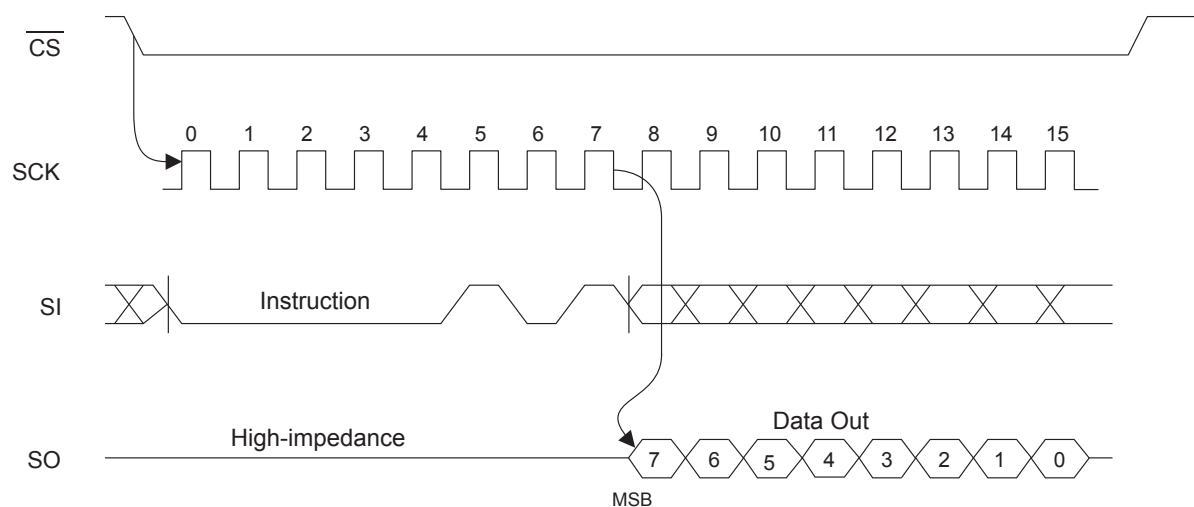 CS
0 1 2 3 4 5 6 7 8 9 10 11 12 13 14 15
SCK
SI
Instruction
SO
High-impedance
Data Out
7 6 5 4 3 2 1 0
MSB